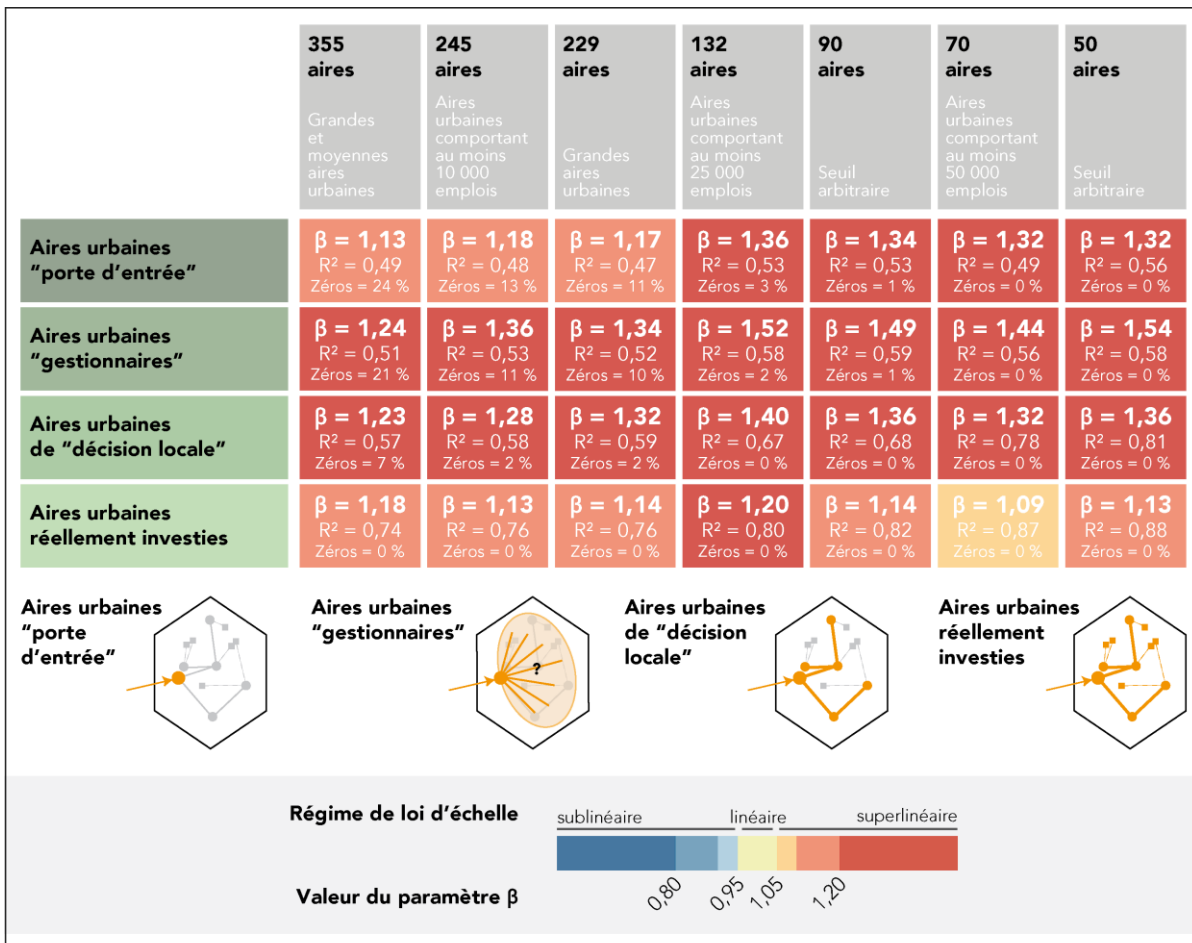 355
aires
Grandes
et
moyennes
aires
urbaines
245
aires
Aires
urbaines
comportant
au moins
10 000
emplois
229
aires
Grandes
aires
urbaines
132
aires
Aires
urbaines
comportant
au moins
25 000
emplois
90
aires
Seuil
arbitraire
70
aires
Aires
urbaines
comportant
au moins
50 000
emplois
50
aires
Seuil
arbitraire
Aires urbaines
“porte d’entrée”
β = 1,13
R² = 0,49
Zéros = 24 %
β = 1,18
R² = 0,48
Zéros = 13 %
β = 1,17
R² = 0,47
Zéros = 11 %
β = 1,36
R² = 0,53
Zéros = 3 %
β = 1,34
R² = 0,53
Zéros = 1 %
β = 1,32
R² = 0,49
Zéros = 0 %
β = 1,32
R² = 0,56
Zéros = 0 %
Aires urbaines
“gestionnaires”
β = 1,24
R² = 0,51
Zéros = 21 %
β = 1,36
R² = 0,53
Zéros = 11 %
β = 1,34
R² = 0,52
Zéros = 10 %
β = 1,52
R² = 0,58
Zéros = 2 %
β = 1,49
R² = 0,59
Zéros = 1 %
β = 1,44
R² = 0,56
Zéros = 0 %
β = 1,54
R² = 0,58
Zéros = 0 %
Aires urbaines
de “décision locale”
β = 1,23
R² = 0,57
Zéros = 7 %
β = 1,28
R² = 0,58
Zéros = 2 %
β = 1,32
R² = 0,59
Zéros = 2 %
β = 1,40
R² = 0,67
Zéros = 0 %
β = 1,36
R² = 0,68
Zéros = 0 %
β = 1,32
R² = 0,78
Zéros = 0 %
β = 1,36
R² = 0,81
Zéros = 0 %
Aires urbaines
réellement investies
β = 1,18
R² = 0,74
Zéros = 0 %
β = 1,13
R² = 0,76
Zéros = 0 %
β = 1,14
R² = 0,76
Zéros = 0 %
β = 1,20
R² = 0,80
Zéros = 0 %
β = 1,14
R² = 0,82
Zéros = 0 %
β = 1,09
R² = 0,87
Zéros = 0 %
β = 1,13
R² = 0,88
Zéros = 0 %
Aires urbaines
“porte
d’entrée”
Aires urbaines
“gestionnaires”
?
Aires urbaines
de “décision
locale”
Aires urbaines
réellement
investies
Régime de loi d’échelle
sublinéaire
linéaire
superlinéaire
Valeur du paramètre β
0,80
0,95
1,05
1,20